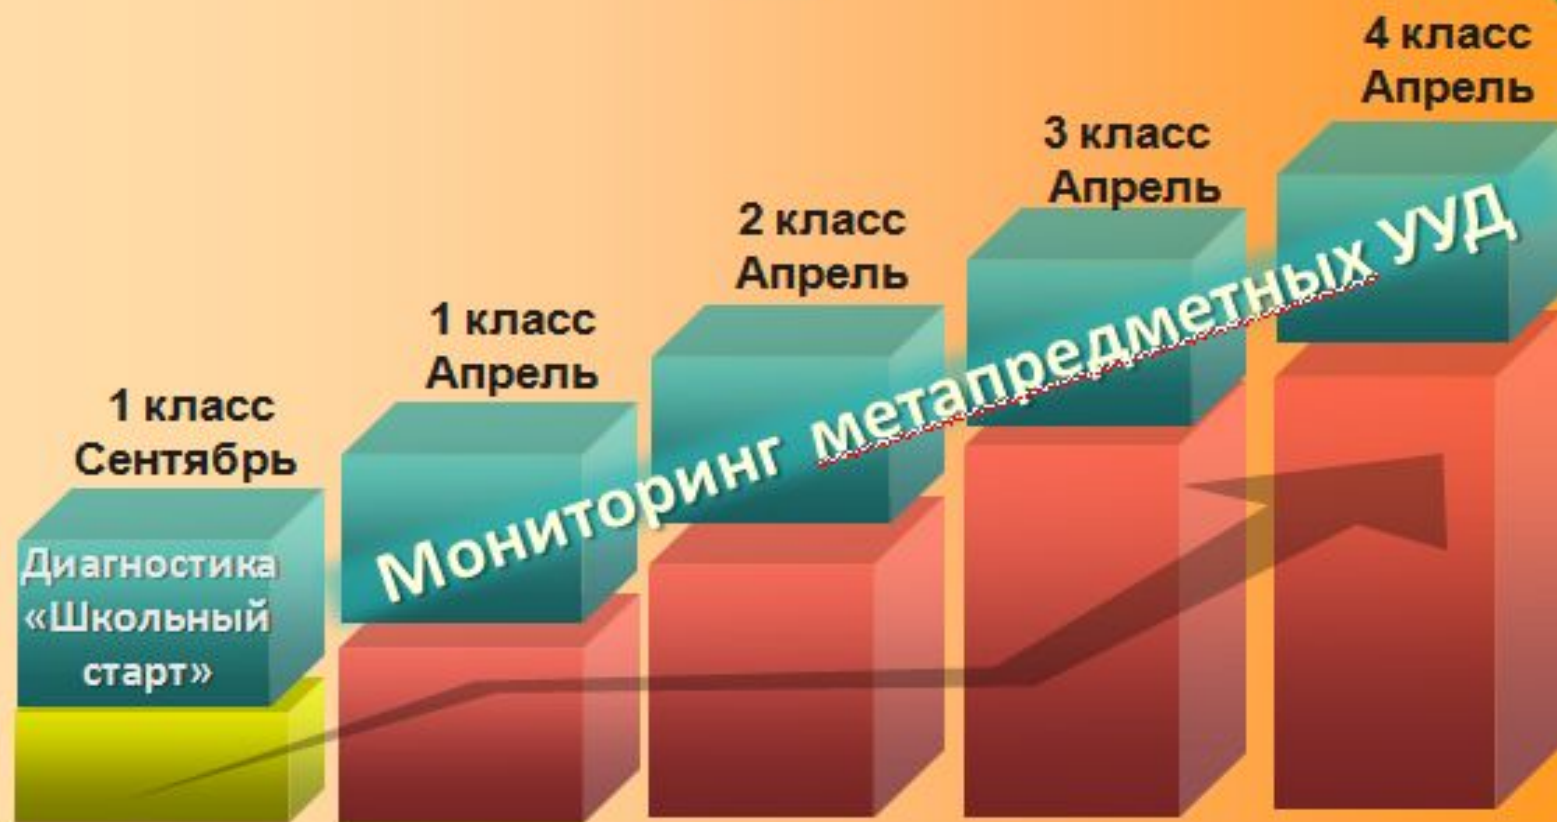 1 класс
Сентябрь
1 класс
Апрель
2 класс
Апрель
3 класс
Апрель
4 класс
Апрель
Диагностика
«Школьный
старт»
Мониторинг метапредметных УУД